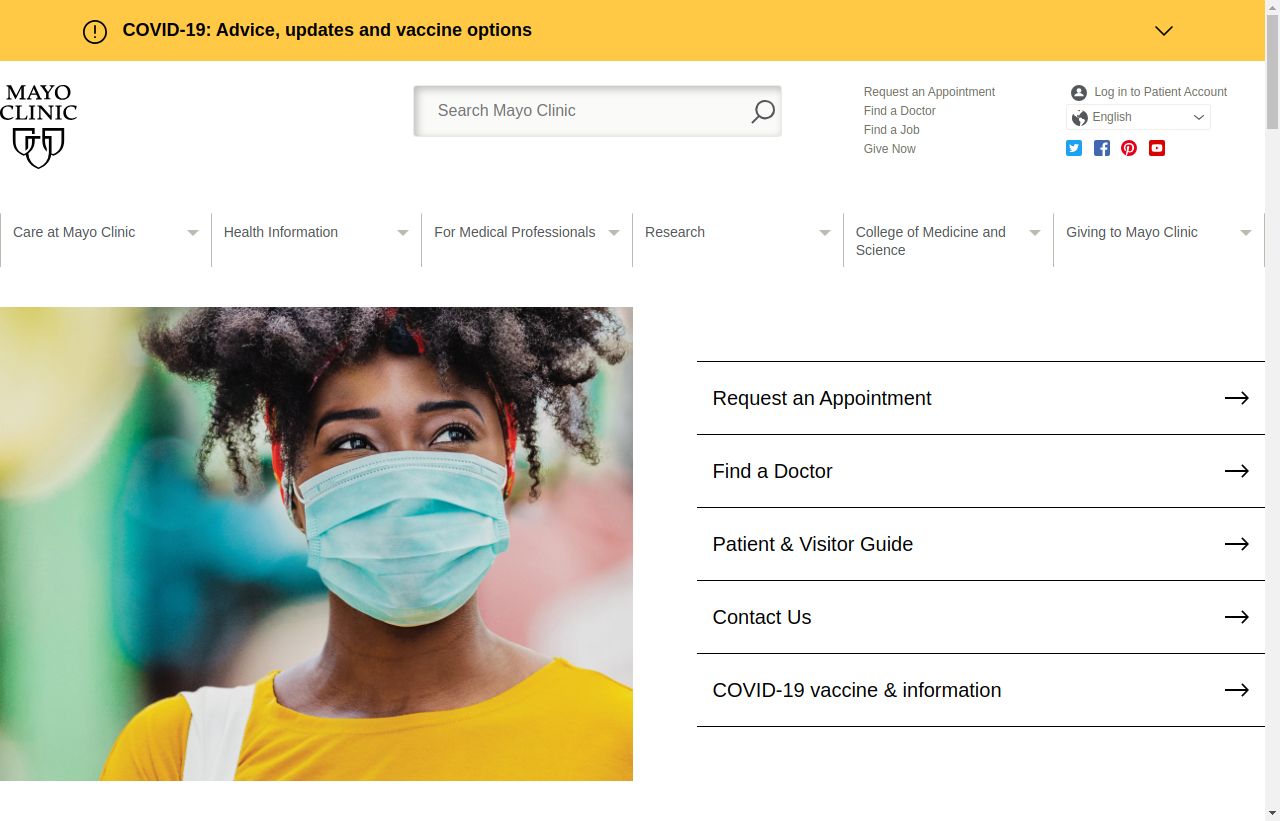 COVID-19: Advice, updates and vaccine options
MAYO
CLINIC
Search Mayo Clinic
Request an Appointment
Find a Doctor
Find a Job
Give Now
Log in to Patient Account
English
Care at Mayo Clinic
Health Information
For Medical Professionals
Research
College of Medicine and
Science
Giving to Mayo Clinic
Request an Appointment
Find a Doctor
Patient & Visitor Guide
Contact Us
COVID-19 vaccine & information